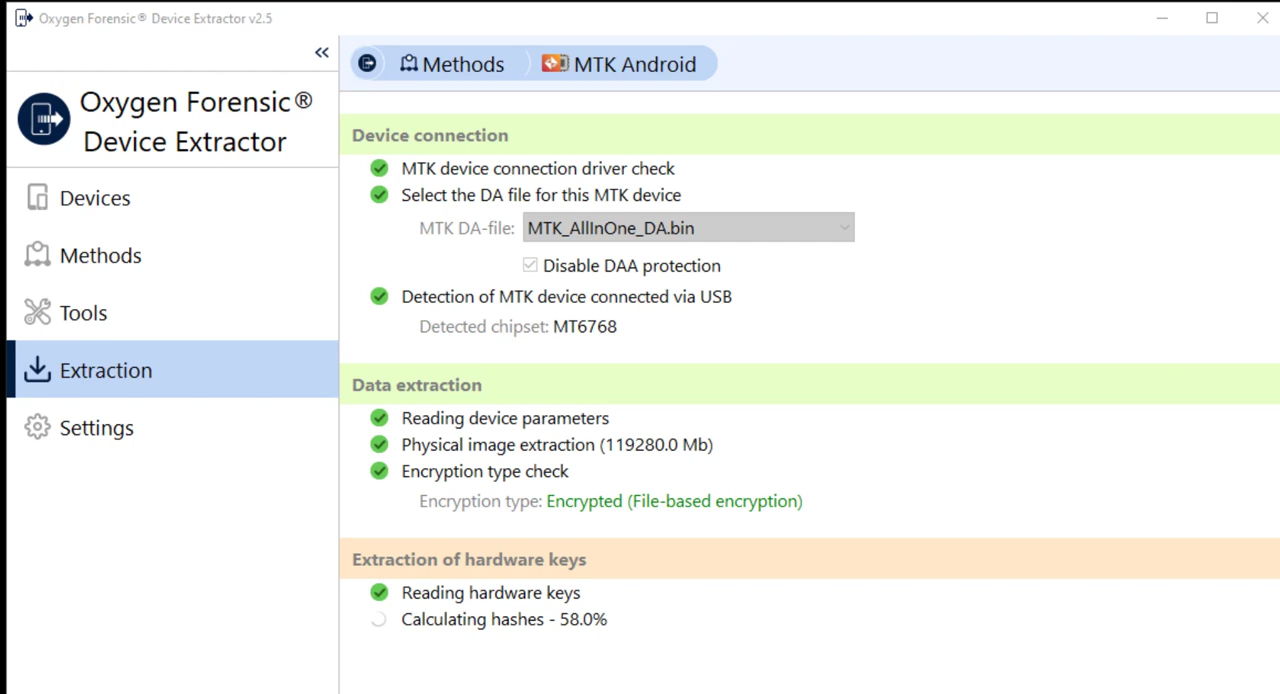 Oxygen Forensic® Device Extractor v2.5
Methods
MTK Android
Oxygen Forensic®
Device Extractor
Devices
Methods
Tools
Extraction
Settings
Device connection
MTK device connection driver check
Select the DA file for this MTK device
MTK DA-file: MTK_AllInOne_DA.bin
Disable DAA protection
Detection of MTK device connected via USB
Detected chipset: MT6768
Data extraction
Reading device parameters
Physical image extraction (119280.0 Mb)
Encryption type check
Encryption type: Encrypted (File-based encryption)
Extraction of hardware keys
Reading hardware keys
Calculating hashes - 58.0%